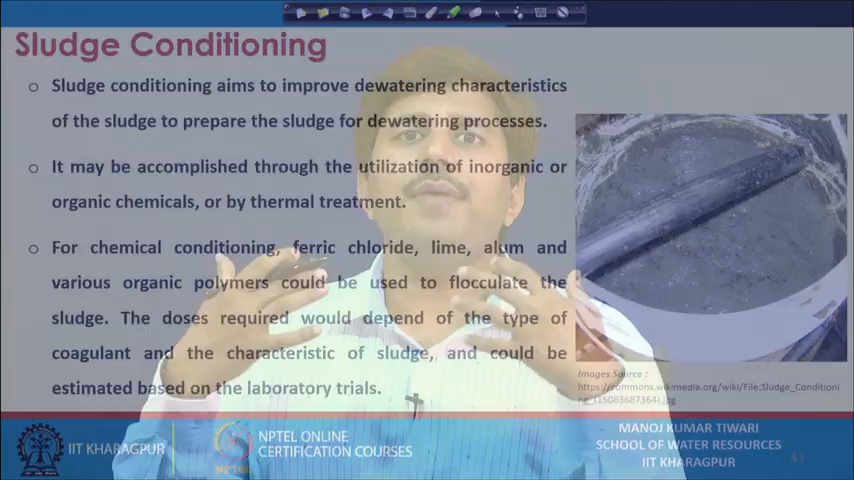 Sludge Conditioning
o Sludge conditioning aims to improve dewatering characteristics
of the sludge to prepare the sludge for dewatering processes.
o It may be accomplished through the utilization of inorganic or
organic chemicals, or by thermal treatment.
o For chemical conditioning, ferric chloride, lime, alum and
various organic polymers could be used to flocculate the
sludge. The doses required would depend of the type of
coagulant and the characteristic of sludge, and could be
estimated based on the laboratory trials.
Images Source :
https://commons.wikimedia.org/wiki/File:Sludge_Conditioni
ng_(15083687364).jpg
IIT KHARAGPUR
NPTEL
NPTEL ONLINE
CERTIFICATION COURSES
MANOJ KUMAR TIWARI
SCHOOL OF WATER RESOURCES
IIT KHARAGPUR
43